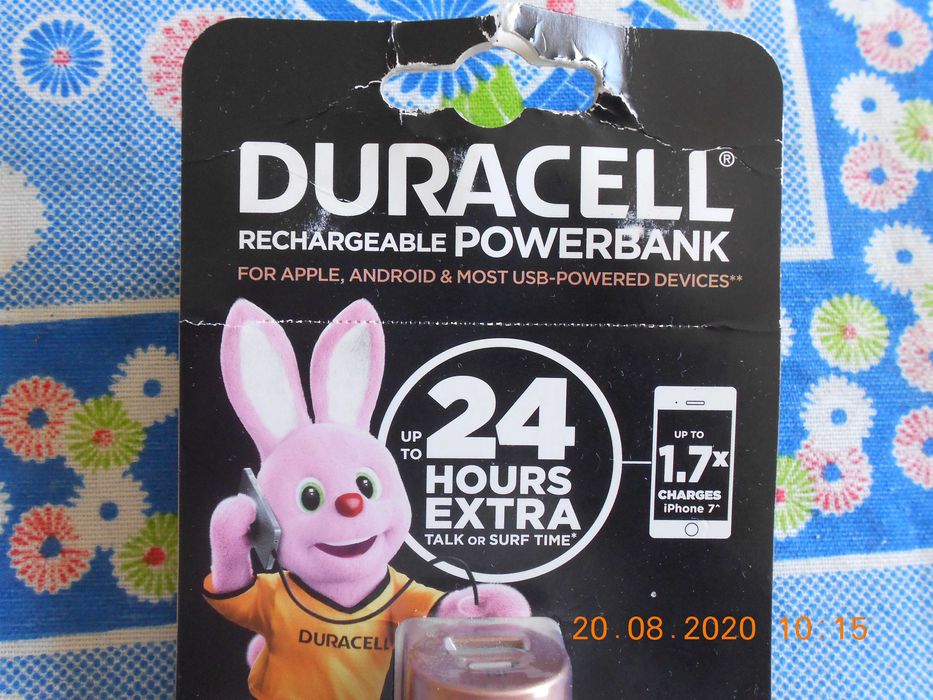 DURACELL®
RECHARGEABLE POWERBANK
FOR APPLE, ANDROID & MOST USB-POWERED DEVICES**
UP TO
24
HOURS
EXTRA
TALK OR SURF TIME*
UP TO
1.7x
CHARGES
iPhone 7^
DURACELL
20.08.2020 10:15